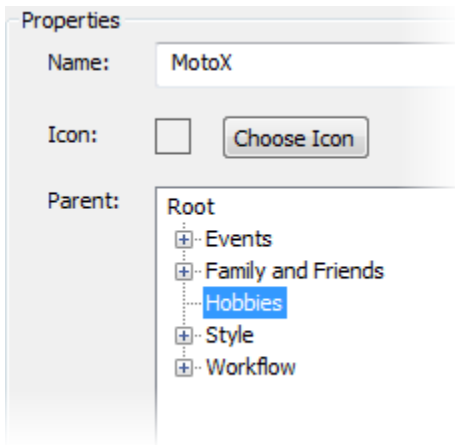 Properties
Name: MotoX
Icon: Choose Icon
Parent: Root
Events
Family and Friends
Hobbies
Style
Workflow